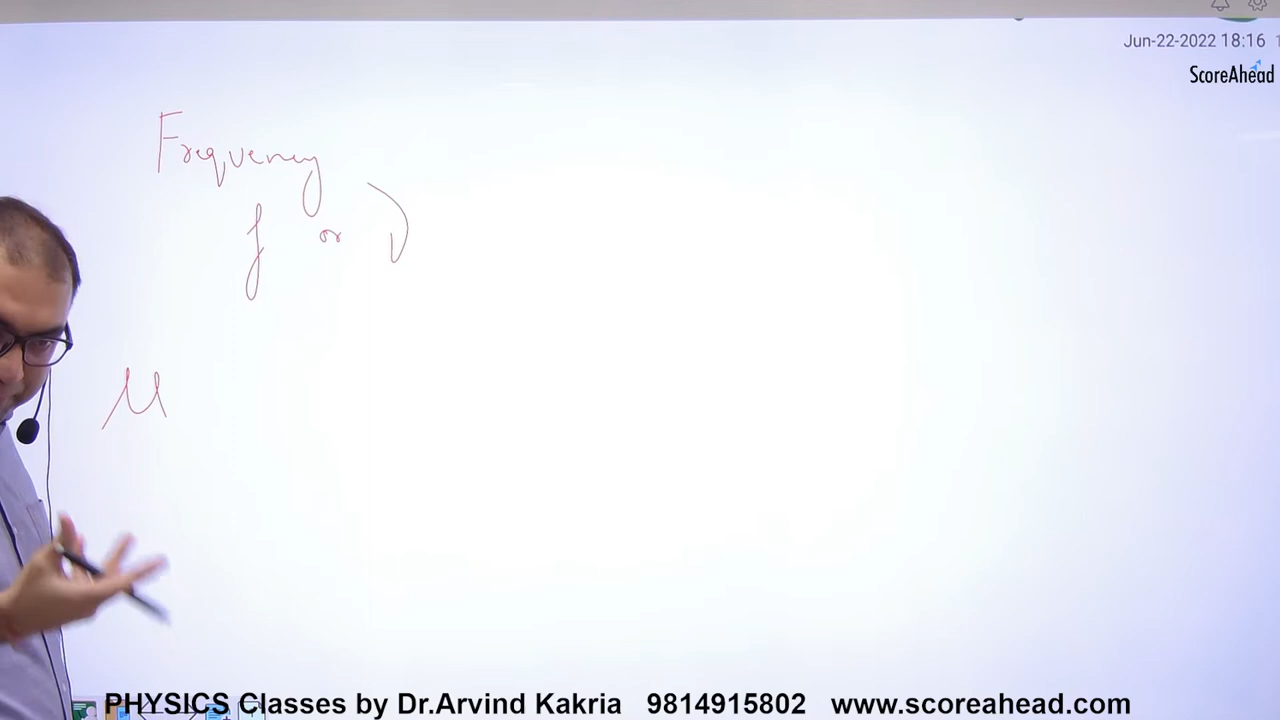 Jun-22-2022 18:16
ScoreAhead
Frequency
f or ν
μ
PHYSICS Classes by Dr.Arvind Kakria 9814915802 www.scoreahead.com